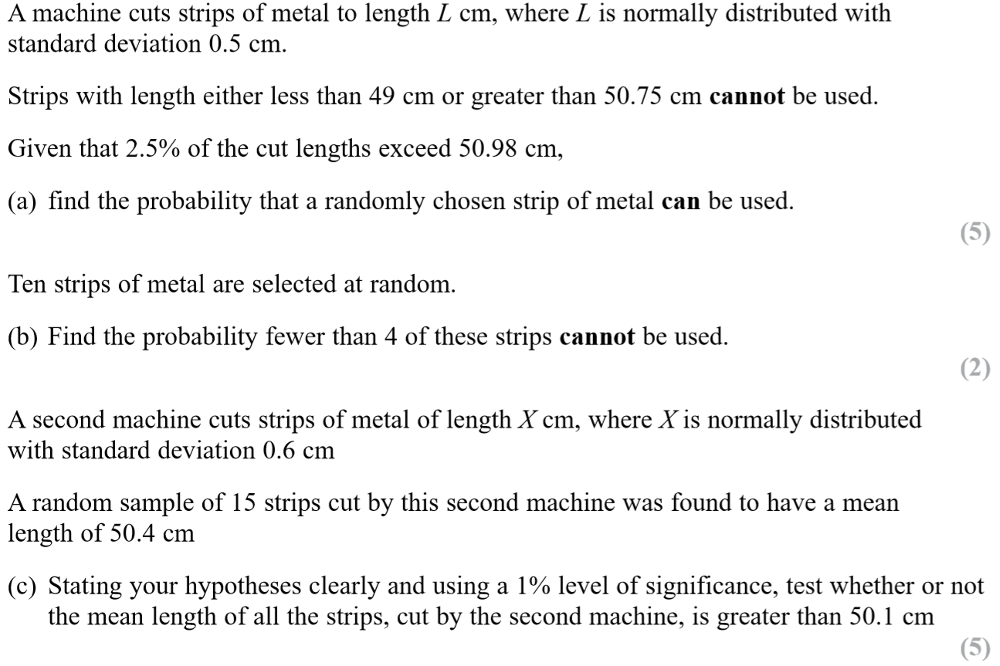 A machine cuts strips of metal to length L cm, where L is normally distributed with
standard deviation 0.5 cm.
Strips with length either less than 49 cm or greater than 50.75 cm cannot be used.
Given that 2.5% of the cut lengths exceed 50.98 cm,
(a) find the probability that a randomly chosen strip of metal can be used.
(5)
Ten strips of metal are selected at random.
(b) Find the probability fewer than 4 of these strips cannot be used.
(2)
A second machine cuts strips of metal of length X cm, where X is normally distributed
with standard deviation 0.6 cm
A random sample of 15 strips cut by this second machine was found to have a mean
length of 50.4 cm
(c) Stating your hypotheses clearly and using a 1% level of significance, test whether or not
the mean length of all the strips, cut by the second machine, is greater than 50.1 cm
(5)